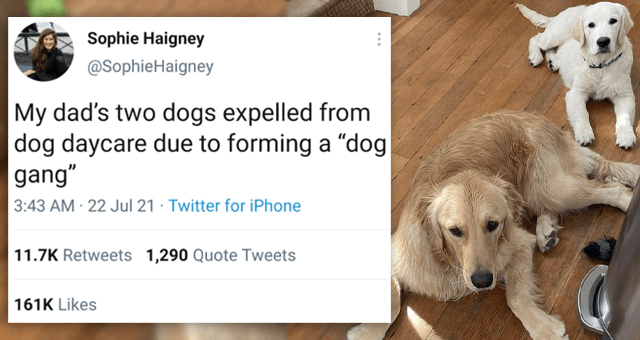 Sophie Haigney
@SophieHaigney
My dad’s two dogs expelled from
dog daycare due to forming a “dog
gang”
3:43 AM · 22 Jul 21 · Twitter for iPhone
11.7K Retweets 1,290 Quote Tweets
161K Likes